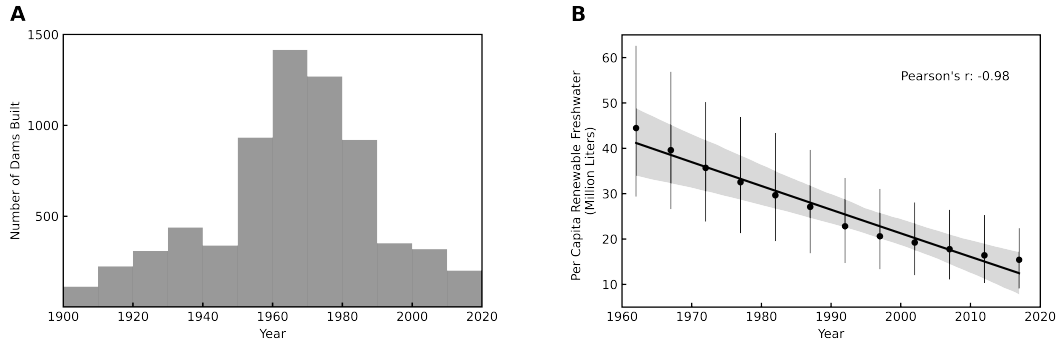 A
Number of Dams Built
1500
1000
500
1900
1920
1940
1960
1980
2000
2020
Year
B
Per Capita Renewable Freshwater
(Million Liters)
60
50
40
30
20
10
Pearson's r: -0.98
1960
1970
1980
1990
2000
2010
2020
Year